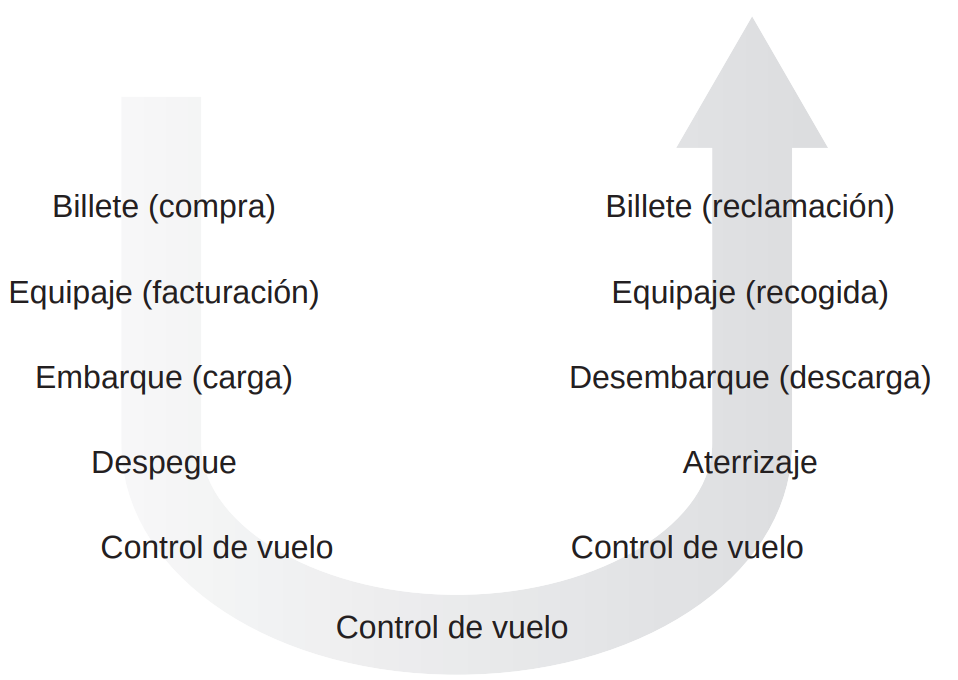 Billete (compra)
Billete (reclamación)
Equipaje (facturación)
Equipaje (recogida)
Embarque (carga)
Desembarque (descarga)
Despegue
Aterrizaje
Control de vuelo
Control de vuelo
Control de vuelo